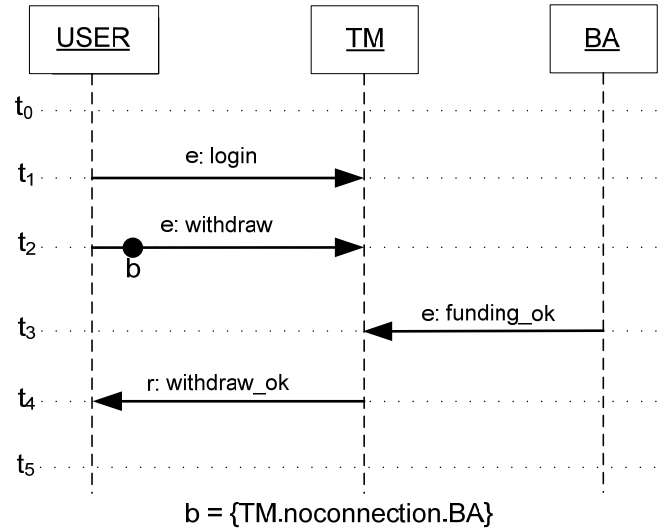 USER TM BA
t0
e: login
t1
e: withdraw
t2
b
e: funding_ok
t3
r: withdraw_ok
t4
t5
b = {TM.noconnection.BA}